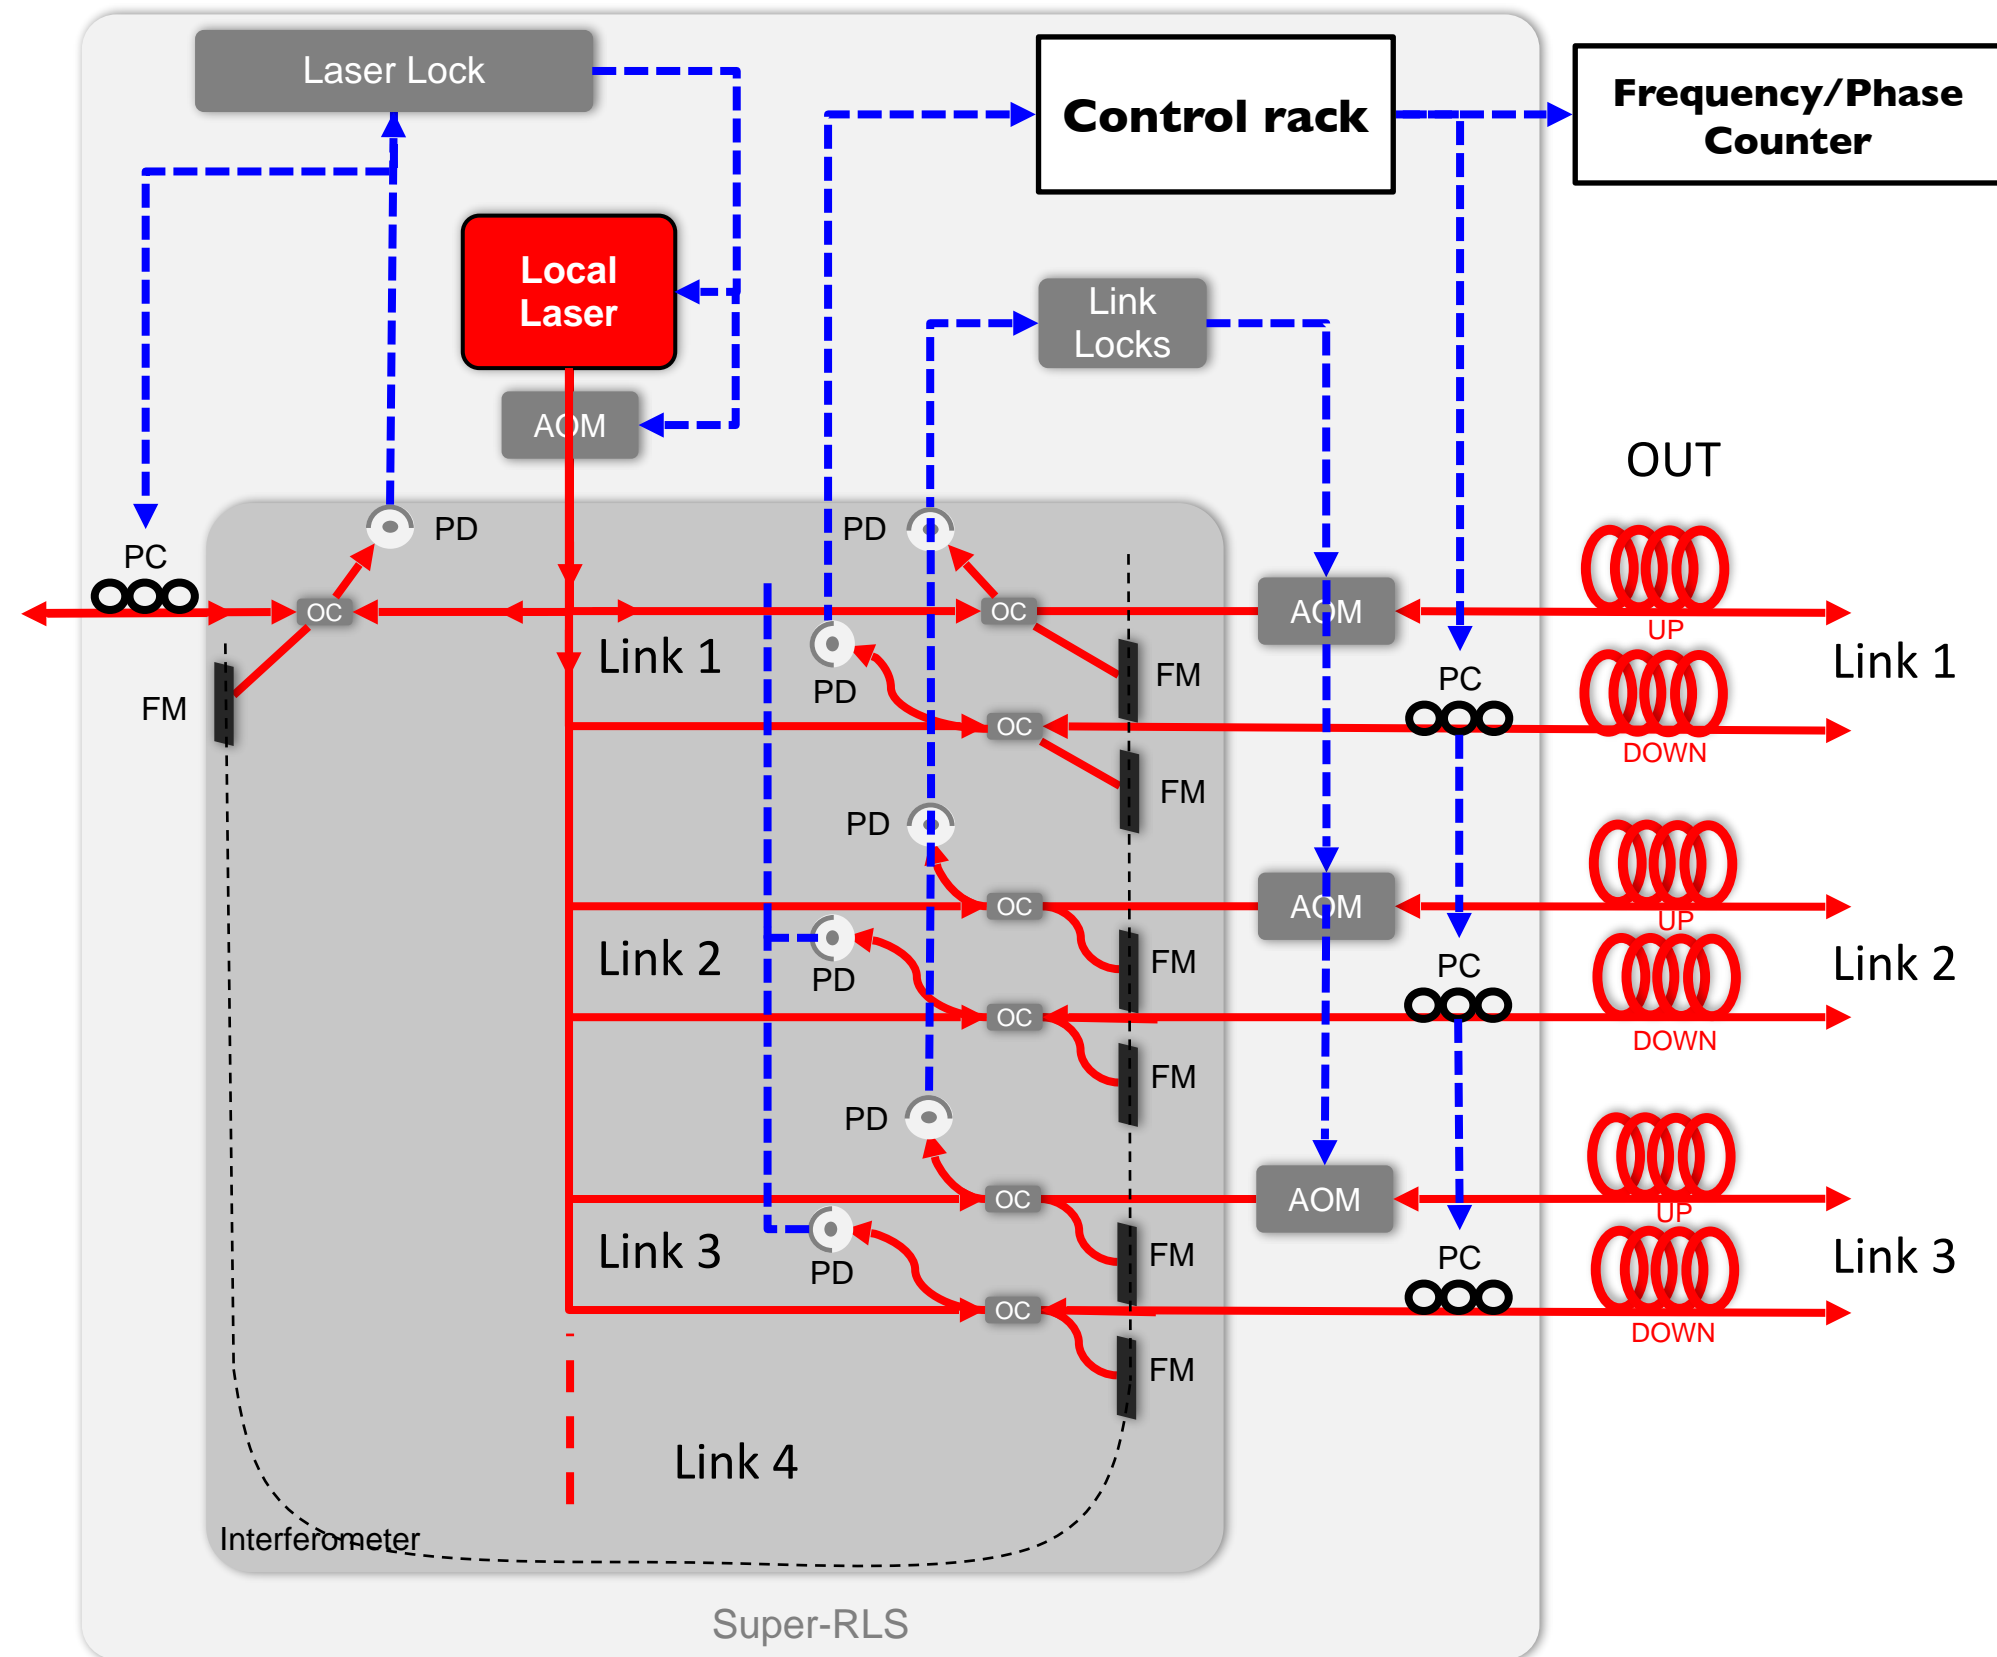 Laser Lock
Control rack
Frequency/Phase
Counter
Local
Laser
Link
Locks
AOM
OUT
PD
PD
PC
OC
OC
AOM
UP
Link 1
PD
FM
FM
PC
Link 1
OC
DOWN
FM
PD
OC
AOM
UP
Link 2
PD
FM
PC
Link 2
OC
DOWN
FM
PD
OC
AOM
UP
Link 3
PD
FM
PC
Link 3
OC
DOWN
FM
Link 4
Interferometer
Super-RLS